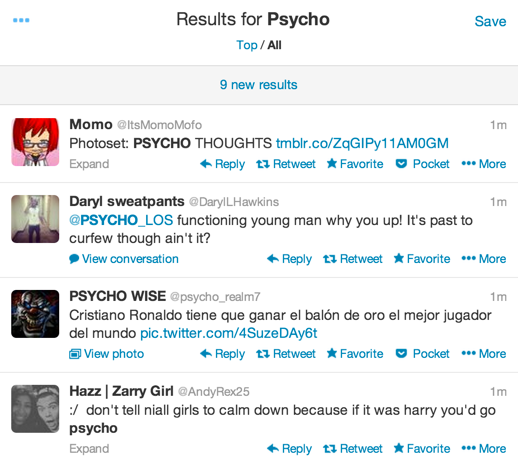 Results for Psycho
Save
Top / All
9 new results
Momo @ItsMomoMofo 1m
Photoset: PSYCHO THOUGHTS tmblr.co/ZqGIPy11AM0GM
Expand Reply Retweet Favorite Pocket More
Daryl sweatpants @DarylLHawkins 1m
@PSYCHO_LOS functioning young man why you up! It's past to
curfew though ain't it?
View conversation Reply Retweet Favorite More
PSYCHO WISE @psycho_realm7 1m
Cristiano Ronaldo tiene que ganar el balón de oro el mejor jugador
del mundo pic.twitter.com/4SuzeDAy6t
View photo Reply Retweet Favorite Pocket More
Hazz | Zarry Girl @AndyRex25 1m
:/ don't tell niall girls to calm down because if it was harry you'd go
psycho
Expand Reply Retweet Favorite More